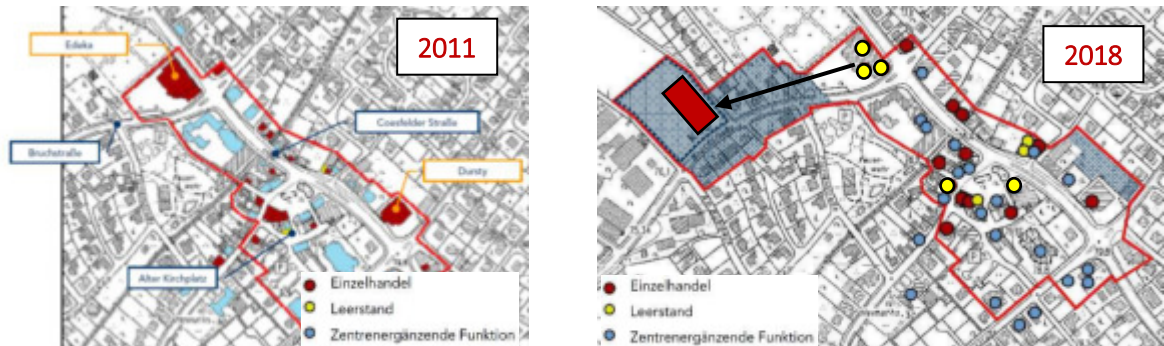 2011
Edeka
Coesfelder Straße
Bruchstraße
Dursty
Alter Kirchplatz
Einzelhandel
Leerstand
Zentrenergänzende Funktion
2018
Einzelhandel
Leerstand
Zentrenergänzende Funktion